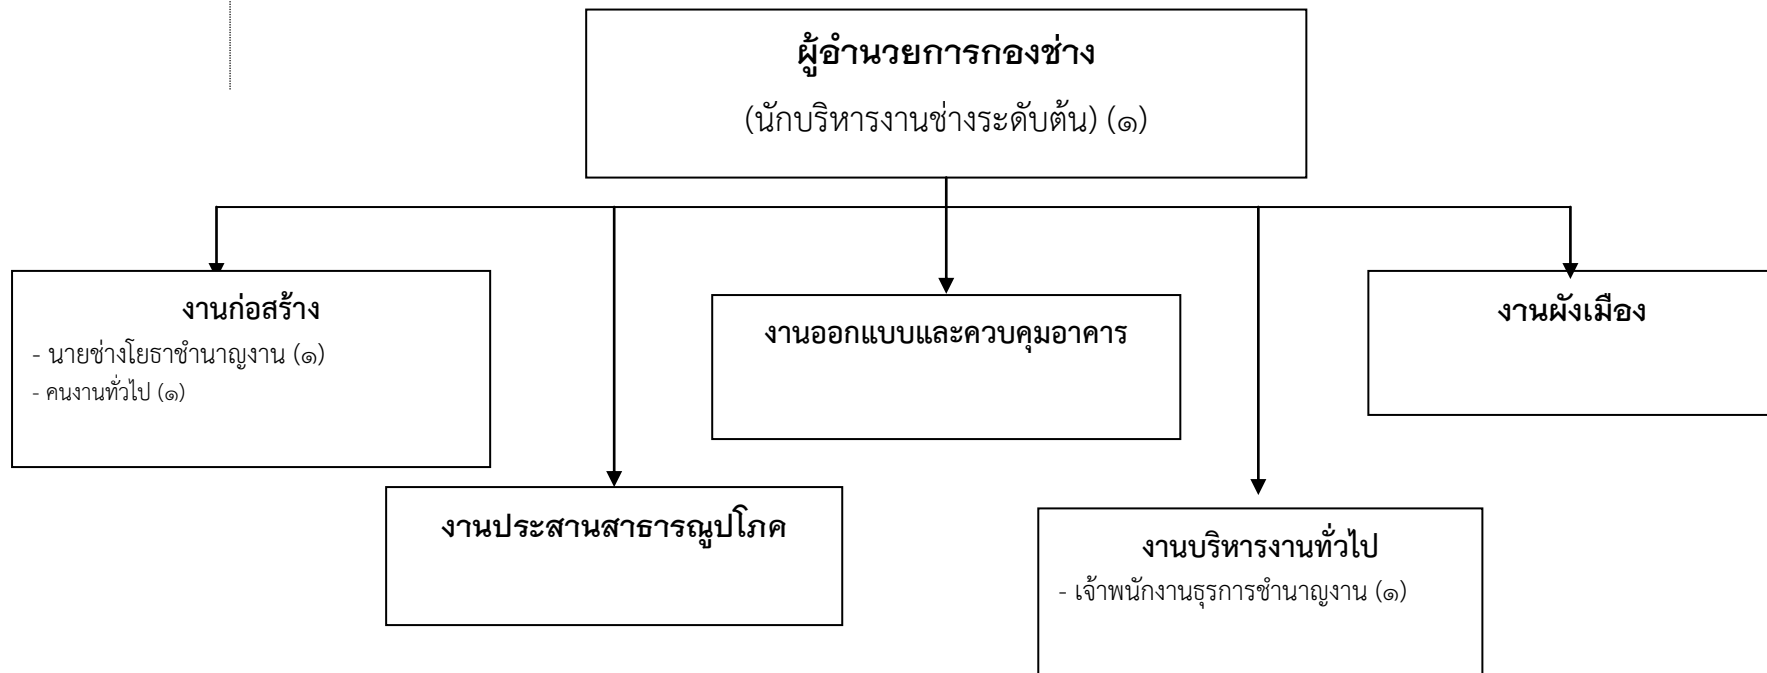 ผู้อำนวยการกองช่าง
(นักบริหารงานช่างระดับต้น) (๑)
งานก่อสร้าง
- นายช่างโยธาชำนาญงาน (๑)
- คนงานทั่วไป (๑)
งานออกแบบและควบคุมอาคาร
งานผังเมือง
งานประสานสาธารณูปโภค
งานบริหารงานทั่วไป
- เจ้าพนักงานธุรการชำนาญงาน (๑)